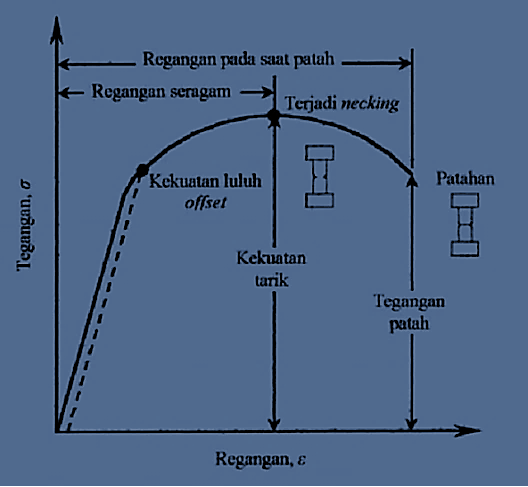 Regangan pada saat patah
Regangan seragam
Terjadi necking
Kekuatan luluh
offset
Patahan
Kekuatan
tarik
Tegangan
patah
Tegangan, σ
Regangan, ε